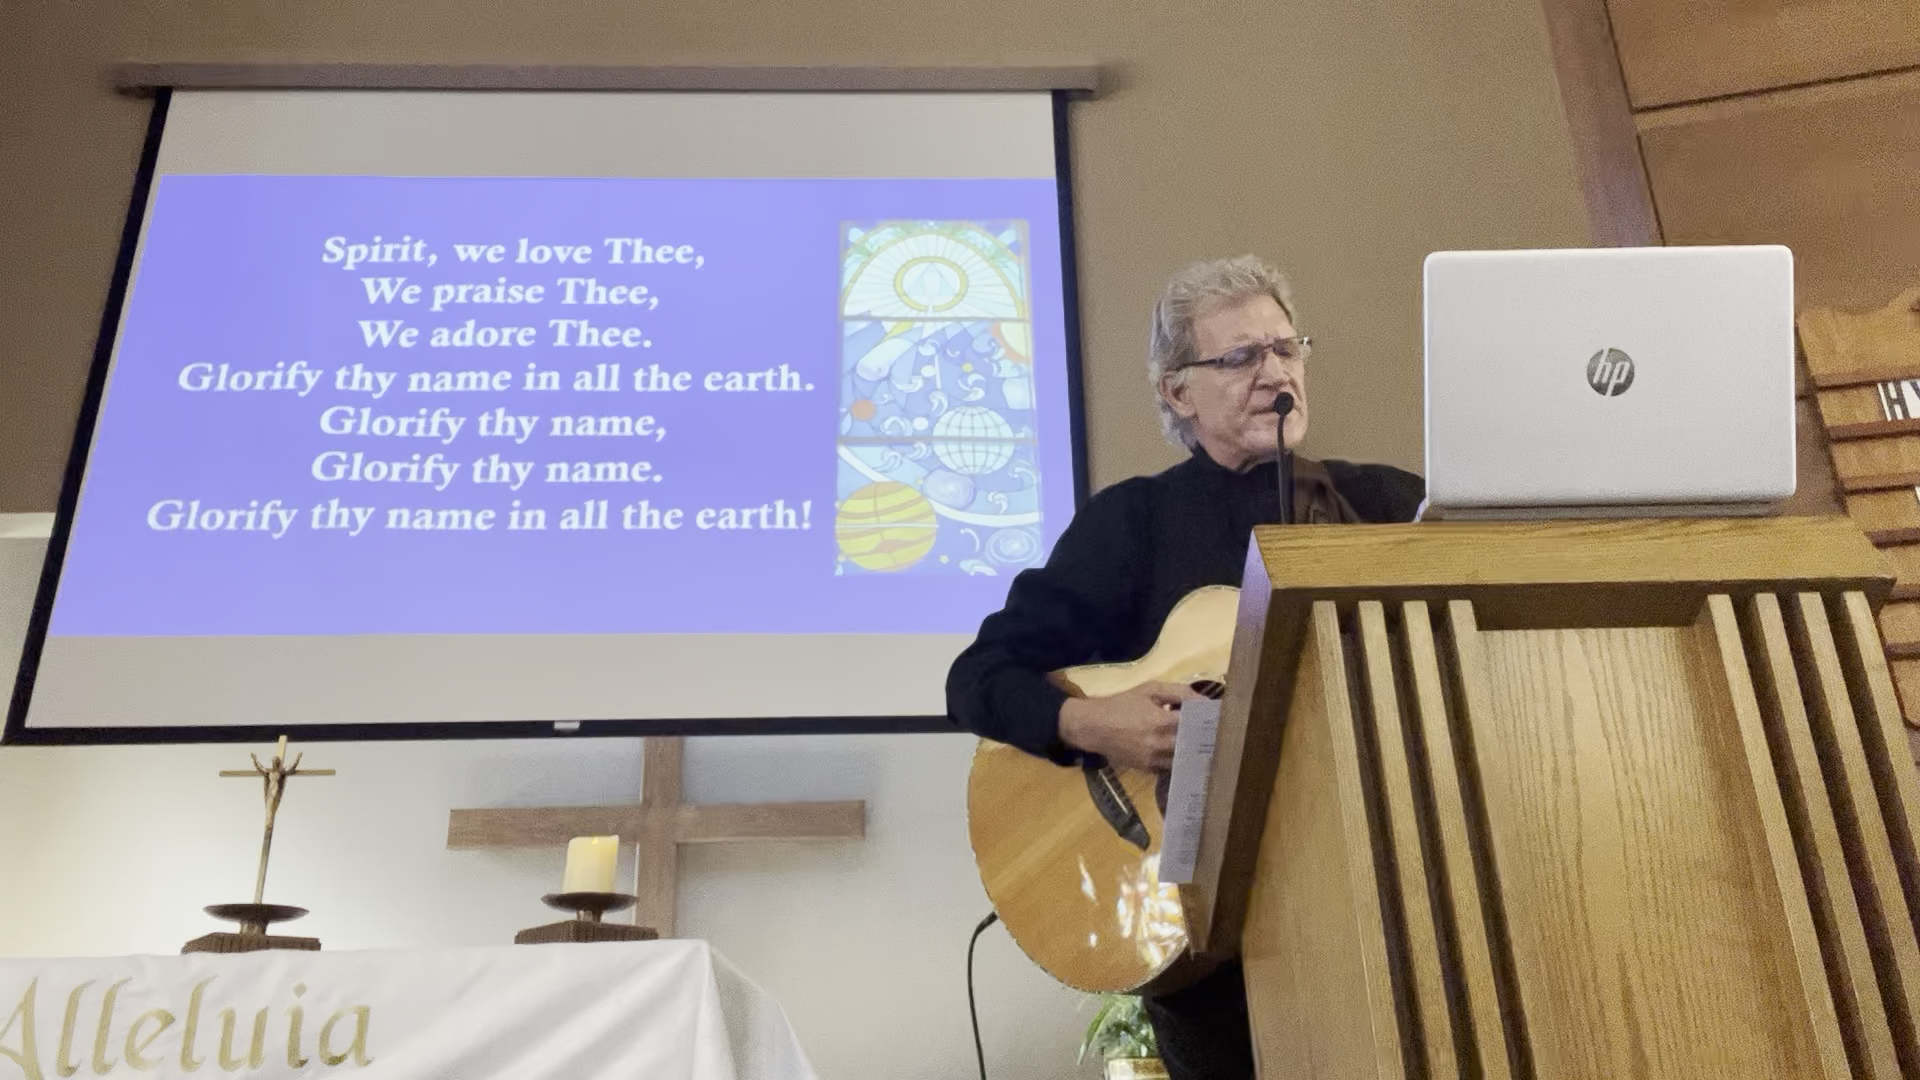 Spirit, we love Thee,
We praise Thee,
We adore Thee.
Glorify thy name in all the earth.
Glorify thy name,
Glorify thy name.
Glorify thy name in all the earth!
hp
Alleluia